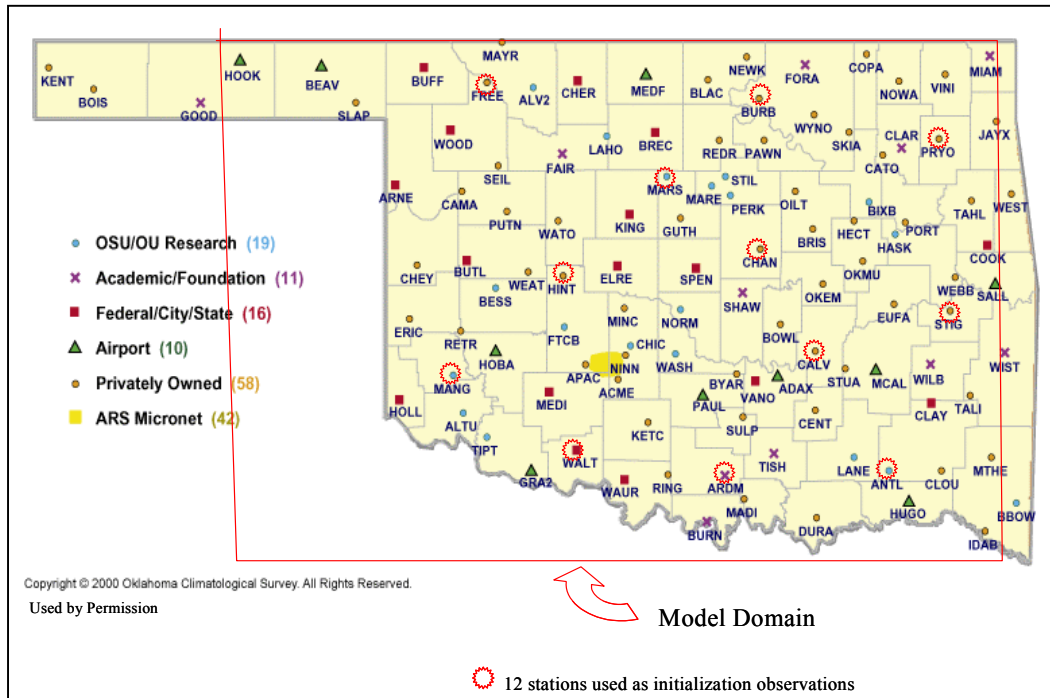 MAYR
KENT
BOIS
GOOD
HOOK
BEAV
SLAP
BUFF
FREE
ALV2
CHER
MEDF
BLAC
NEWK
BURB
FORA
COPA
NOWA
VINI
MIAM
WYNO
SKIA
CLAR
CATO
PRYO
JAYX
WOOD
LAHO
BREC
REDR
PAWN
FAIR
SEIL
ARNE
CAMA
MARS
MARE
STIL
PERK
OILT
BIXB
TAHL
WEST
PUTN
WATO
KING
GUTH
CHAN
BRIS
HECT
PORT
HASK
COOK
OSU/OU Research (19)
Academic/Foundation (11)
Federal/City/State (16)
Airport (10)
Privately Owned (58)
ARS Micronet (42)
CHEY
BUTL
WEAT
HINT
ELRE
SPEN
OKMU
WEBB
SALL
BESS
SHAW
OKEM
EUFA
STIG
ERIC
RETR
FTCB
MINC
NORM
BOWL
HOBA
CHIC
NINN
WASH
CALV
WIST
MANG
APAC
ACME
BYAR
VANO
ADAX
STUA
MCAL
WILB
HOLL
ALTU
MEDI
PAUL
SULP
CENT
CLAY
TALI
TIPT
KETC
WALT
TISH
LANE
ANTL
CLOU
MTHE
GRA2
WAUR
RING
ARDM
MADI
HUGO
BBOW
BURN
DURA
IDAB
Copyright © 2000 Oklahoma Climatological Survey. All Rights Reserved.
Used by Permission
Model Domain
12 stations used as initialization observations